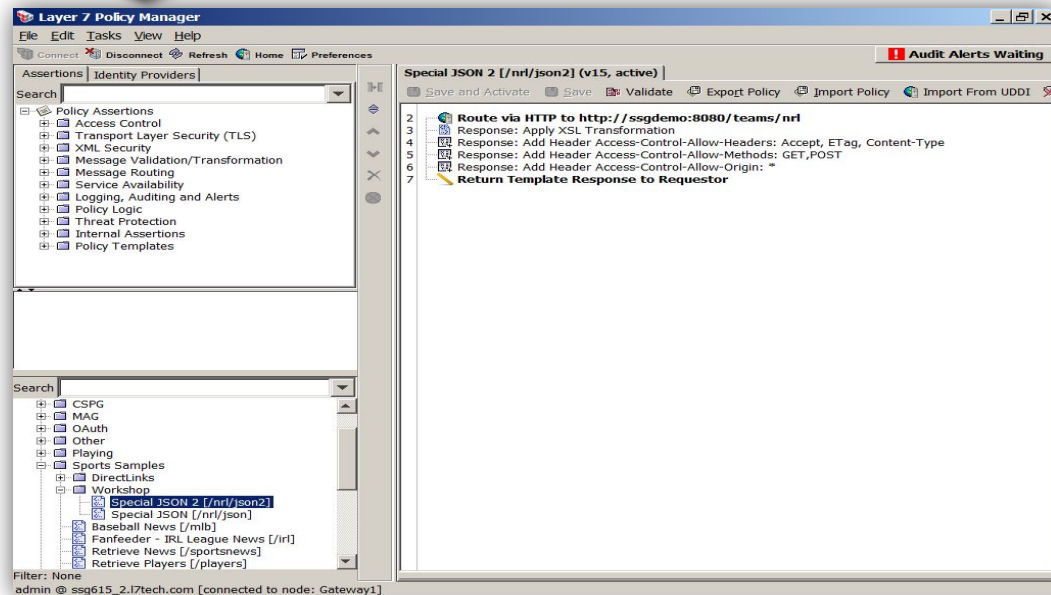 Layer 7 Policy Manager
File Edit Tasks View Help
Connect Disconnect Refresh Home Preferences
Audit Alerts Waiting
Assertions Identity Providers
Search
Policy Assertions
Access Control
Transport Layer Security (TLS)
XML Security
Message Validation/Transformation
Message Routing
Service Availability
Logging, Auditing and Alerts
Policy Logic
Threat Protection
Internal Assertions
Policy Templates
Search
CSPG
MAG
OAuth
Other
Playing
Sports Samples
DirectLinks
Workshop
Special JSON 2 [/nrl/json2]
Special JSON [/nrl/json]
Baseball News [/mlb]
Fanfeeder - IRL League News [/irl]
Retrieve News [/sportsnews]
Retrieve Players [/players]
Filter: None
admin @ ssg615_2.l7tech.com [connected to node: Gateway1]
Special JSON 2 [/nrl/json2] (v15, active)
Save and Activate Save Validate Export Policy Import Policy Import From UDDI
2 Route via HTTP to http://ssgdemo:8080/teams/nrl
3 Response: Apply XSL Transformation
4 Response: Add Header Access-Control-Allow-Headers: Accept, ETag, Content-Type
5 Response: Add Header Access-Control-Allow-Methods: GET,POST
6 Response: Add Header Access-Control-Allow-Origin: *
7 Return Template Response to Requestor